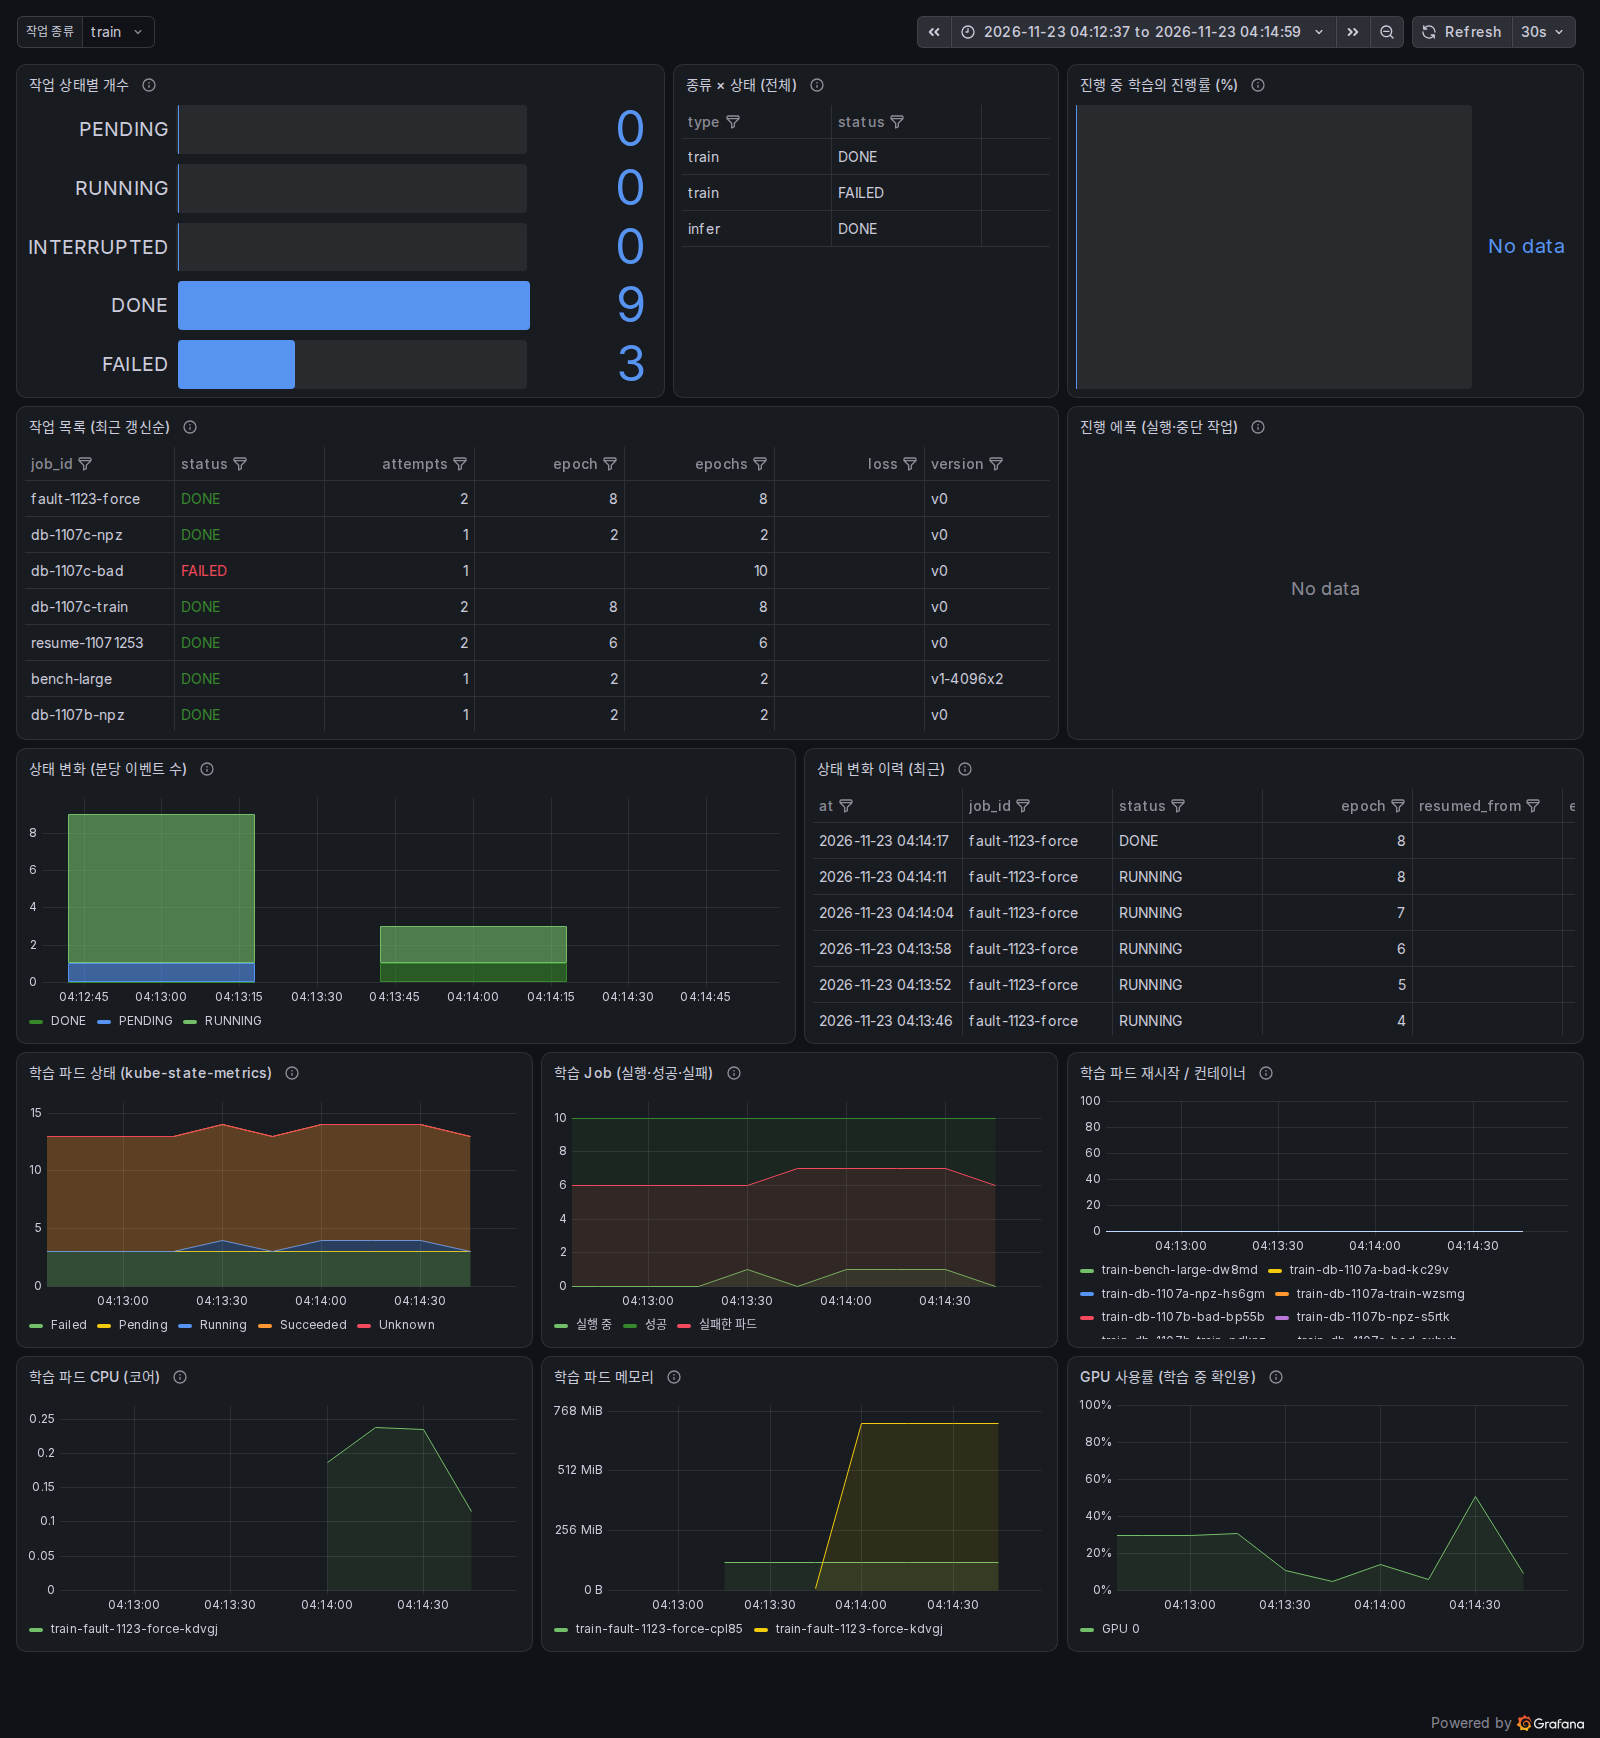 작업 종류 train
2026-11-23 04:12:37 to 2026-11-23 04:14:59 Refresh 30s
작업 상태별 개수
PENDING 0
RUNNING 0
INTERRUPTED 0
DONE 9
FAILED 3
종류 × 상태 (전체)
type status
train DONE
train FAILED
infer DONE
진행 중 학습의 진행률 (%)
No data
작업 목록 (최근 갱신순)
job_id status attempts epoch epochs loss version
fault-1123-force DONE 2 8 8 v0
db-1107c-npz DONE 1 2 2 v0
db-1107c-bad FAILED 1 10 v0
db-1107c-train DONE 2 8 8 v0
resume-11071253 DONE 2 6 6 v0
bench-large DONE 1 2 2 v1-4096x2
db-1107b-npz DONE 1 2 2 v0
진행 에폭 (실행·중단 작업)
No data
상태 변화 (분당 이벤트 수)
8
6
4
2
0
04:12:45 04:13:00 04:13:15 04:13:30 04:13:45 04:14:00 04:14:15 04:14:30 04:14:45
DONE PENDING RUNNING
상태 변화 이력 (최근)
at job_id status epoch resumed_from e
2026-11-23 04:14:17 fault-1123-force DONE 8
2026-11-23 04:14:11 fault-1123-force RUNNING 8
2026-11-23 04:14:04 fault-1123-force RUNNING 7
2026-11-23 04:13:58 fault-1123-force RUNNING 6
2026-11-23 04:13:52 fault-1123-force RUNNING 5
2026-11-23 04:13:46 fault-1123-force RUNNING 4
학습 파드 상태 (kube-state-metrics)
15
10
5
0
04:13:00 04:13:30 04:14:00 04:14:30
Failed Pending Running Succeeded Unknown
학습 Job (실행·성공·실패)
10
8
6
4
2
0
04:13:00 04:13:30 04:14:00 04:14:30
실행 중 성공 실패한 파드
학습 파드 재시작 / 컨테이너
100
80
60
40
20
0
04:13:00 04:13:30 04:14:00 04:14:30
train-bench-large-dw8md train-db-1107a-bad-kc29v
train-db-1107a-npz-hs6gm train-db-1107a-train-wzsmg
train-db-1107b-bad-bp55b train-db-1107b-npz-s5rtk
학습 파드 CPU (코어)
0.25
0.2
0.15
0.1
0.05
0
04:13:00 04:13:30 04:14:00 04:14:30
train-fault-1123-force-kdvgj
학습 파드 메모리
768 MiB
512 MiB
256 MiB
0 B
04:13:00 04:13:30 04:14:00 04:14:30
train-fault-1123-force-cpl85 train-fault-1123-force-kdvgj
GPU 사용률 (학습 중 확인용)
100%
80%
60%
40%
20%
0%
04:13:00 04:13:30 04:14:00 04:14:30
GPU 0
Powered by Grafana